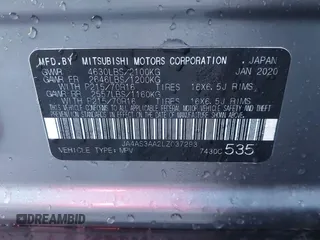 MFD.BY MITSUBISHI MOTORS CORPORATION , JAPAN
GVWR 4630LBS/2100KG JAN 2020
GAWR FR 2646LBS/1200KG
WITH P215/70R16 TIRES 16X6.5J RIMS
GAWR RR 2557LBS/1160KG
WITH P215/70R16 TIRES 16X6.5J RIMS
VEHICLE TYPE: MPV 7430C 535
DREAMBID